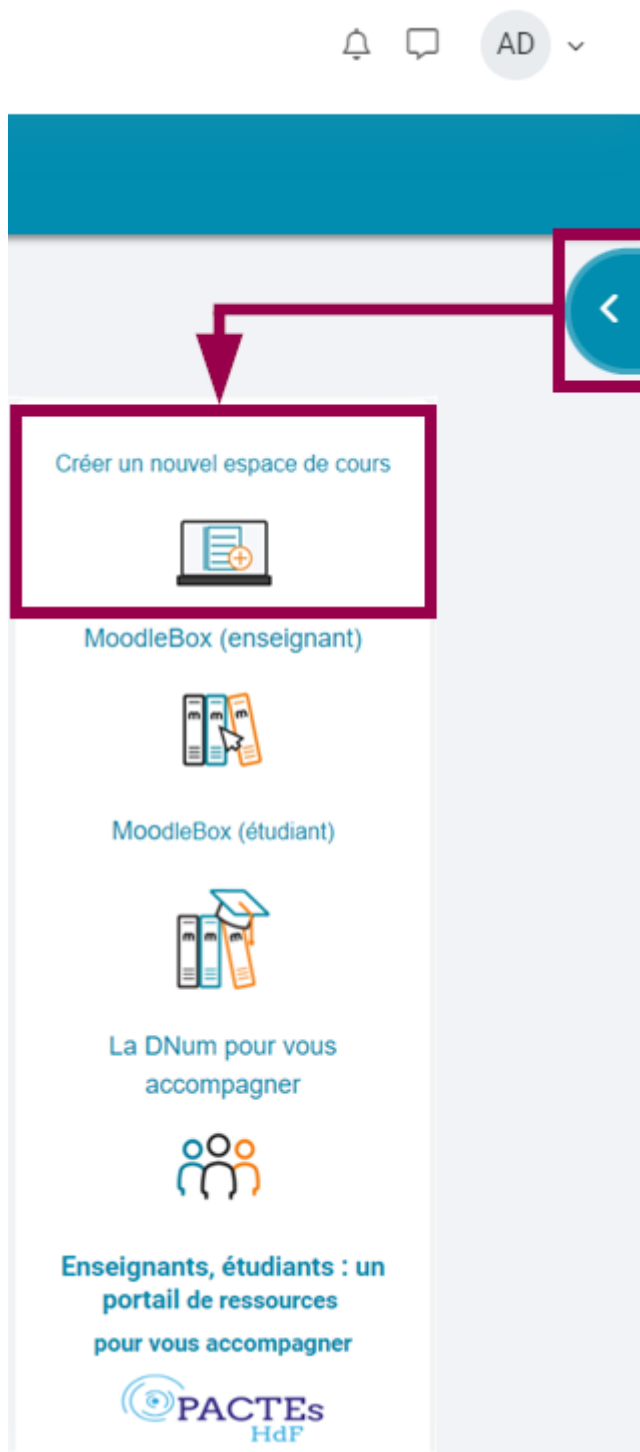 AD
Créer un nouvel espace de cours
MoodleBox (enseignant)
m m m
MoodleBox (étudiant)
m m m
La DNum pour vous
accompagner
Enseignants, étudiants : un
portail de ressources
pour vous accompagner
PACTEs
HdF